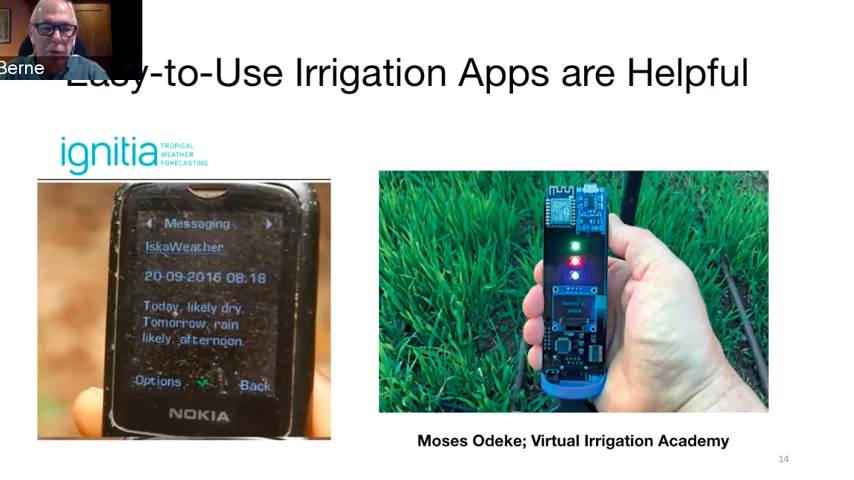 Berne
Easy-to-Use Irrigation Apps are Helpful
ignitia TROPICAL
WEATHER
FORECASTING
Messaging
IskaWeather
20-09-2016 08:18
Today, likely dry.
Tomorrow, rain
likely, afternoon.
Options Back
NOKIA
Moses Odeke; Virtual Irrigation Academy
14